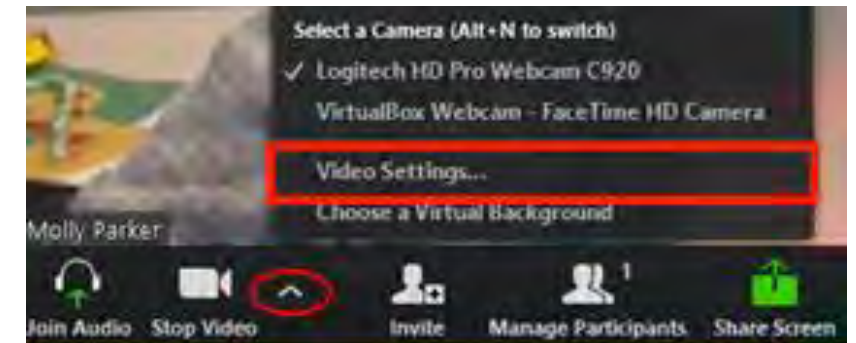 Select a Camera (Alt+N to switch)
✓ Logitech HD Pro Webcam C920
VirtualBox Webcam - FaceTime HD Camera
Video Settings...
Choose a Virtual Background
Molly Parker
1
Join Audio Stop Video Invite Manage Participants Share Screen